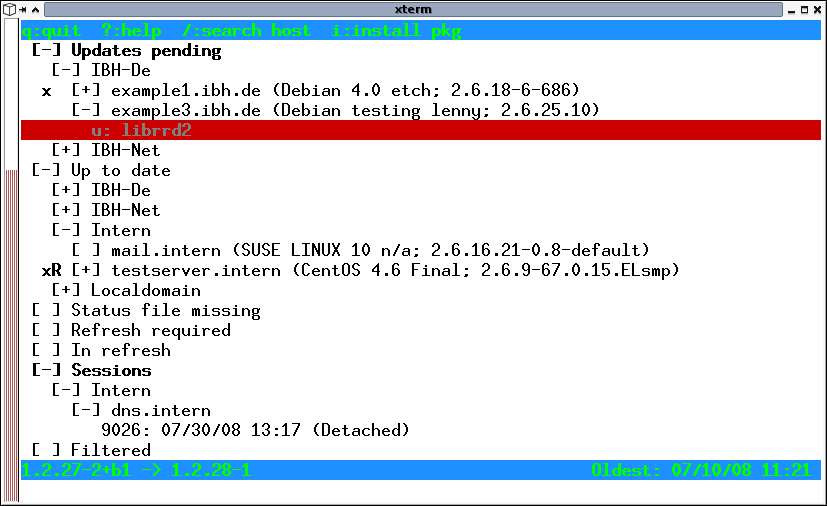 xterm
q:quit  ?:help  /:search host  i:install pkg
[-] Updates pending
[-] IBH-De
x [+] example1.ibh.de (Debian 4.0 etch; 2.6.18-6-686)
[-] example3.ibh.de (Debian testing lenny; 2.6.25.10)
u: librrd2
[+] IBH-Net
[-] Up to date
[+] IBH-De
[+] IBH-Net
[-] Intern
[ ] mail.intern (SUSE LINUX 10 n/a; 2.6.16.21-0.8-default)
xR [+] testserver.intern (CentOS 4.6 Final; 2.6.9-67.0.15.ELsmp)
[+] Localdomain
[ ] Status file missing
[ ] Refresh required
[ ] In refresh
[-] Sessions
[-] Intern
[-] dns.intern
9026: 07/30/08 13:17 (Detached)
[ ] Filtered
1.2.27-2+b1 -> 1.2.28-1 Oldest: 07/10/08 11:21